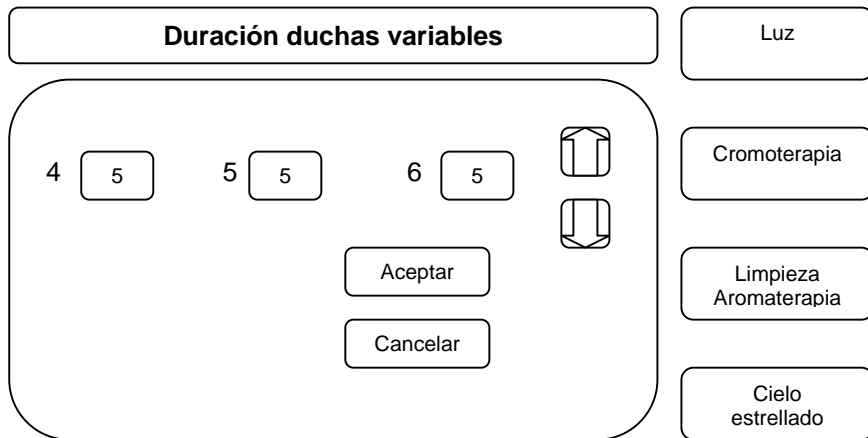 Duración duchas variables
4 5 5 5 6 5
Aceptar
Cancelar
Luz
Cromoterapia
Limpieza
Aromaterapia
Cielo
estrellado